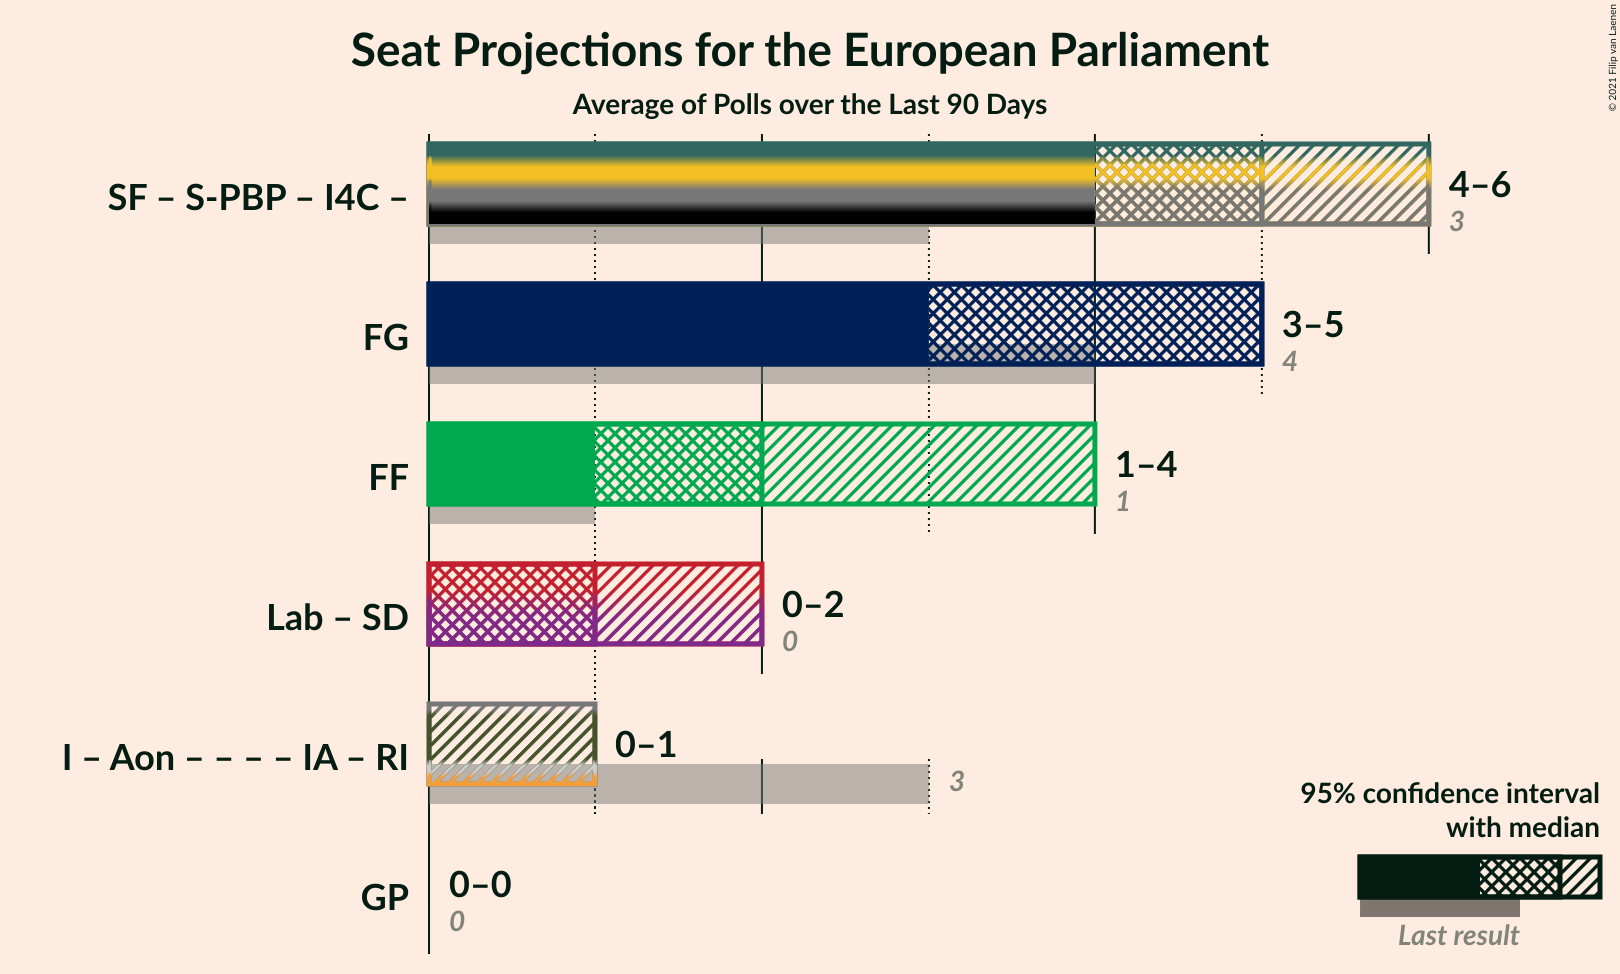 Seat Projections for the European Parliament
Average of Polls over the Last 90 Days
© 2021 Filip van Laenen
SF – S-PBP – I4C –
4–6
3
FG
3–5
4
FF
1–4
1
Lab – SD
0–2
0
I – Aon – – – – IA – RI
0–1
3
GP
0–0
0
95% confidence interval
with median
Last result